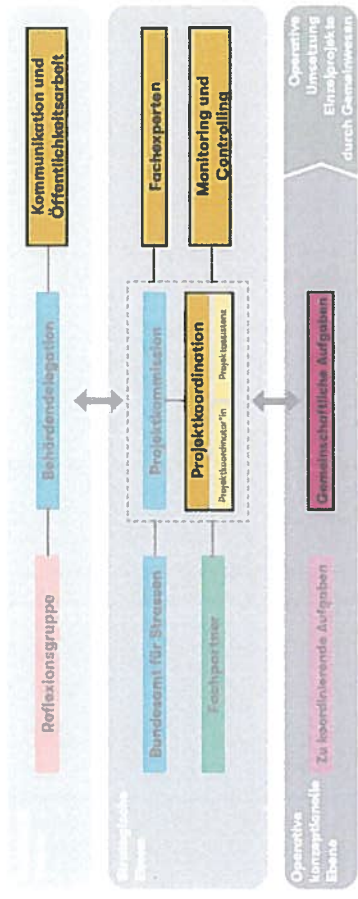 Reflexionsgruppe
Behördendelegation
Kommunikation und
Öffentlichkeitsarbeit
Strategische
Ebene
Bundesamt für Strassen
Projektkommission
Fachexperten
Fachpartner
Projektkoordination
Projektkoordinator*in
Projektassistenz
Monitoring und
Controlling
Operative
konzeptionelle
Ebene
Zu koordinierende Aufgaben
Gemeinschaftliche Aufgaben
Operative
Umsetzung
Einzelprojekte
durch Gemeinwesen